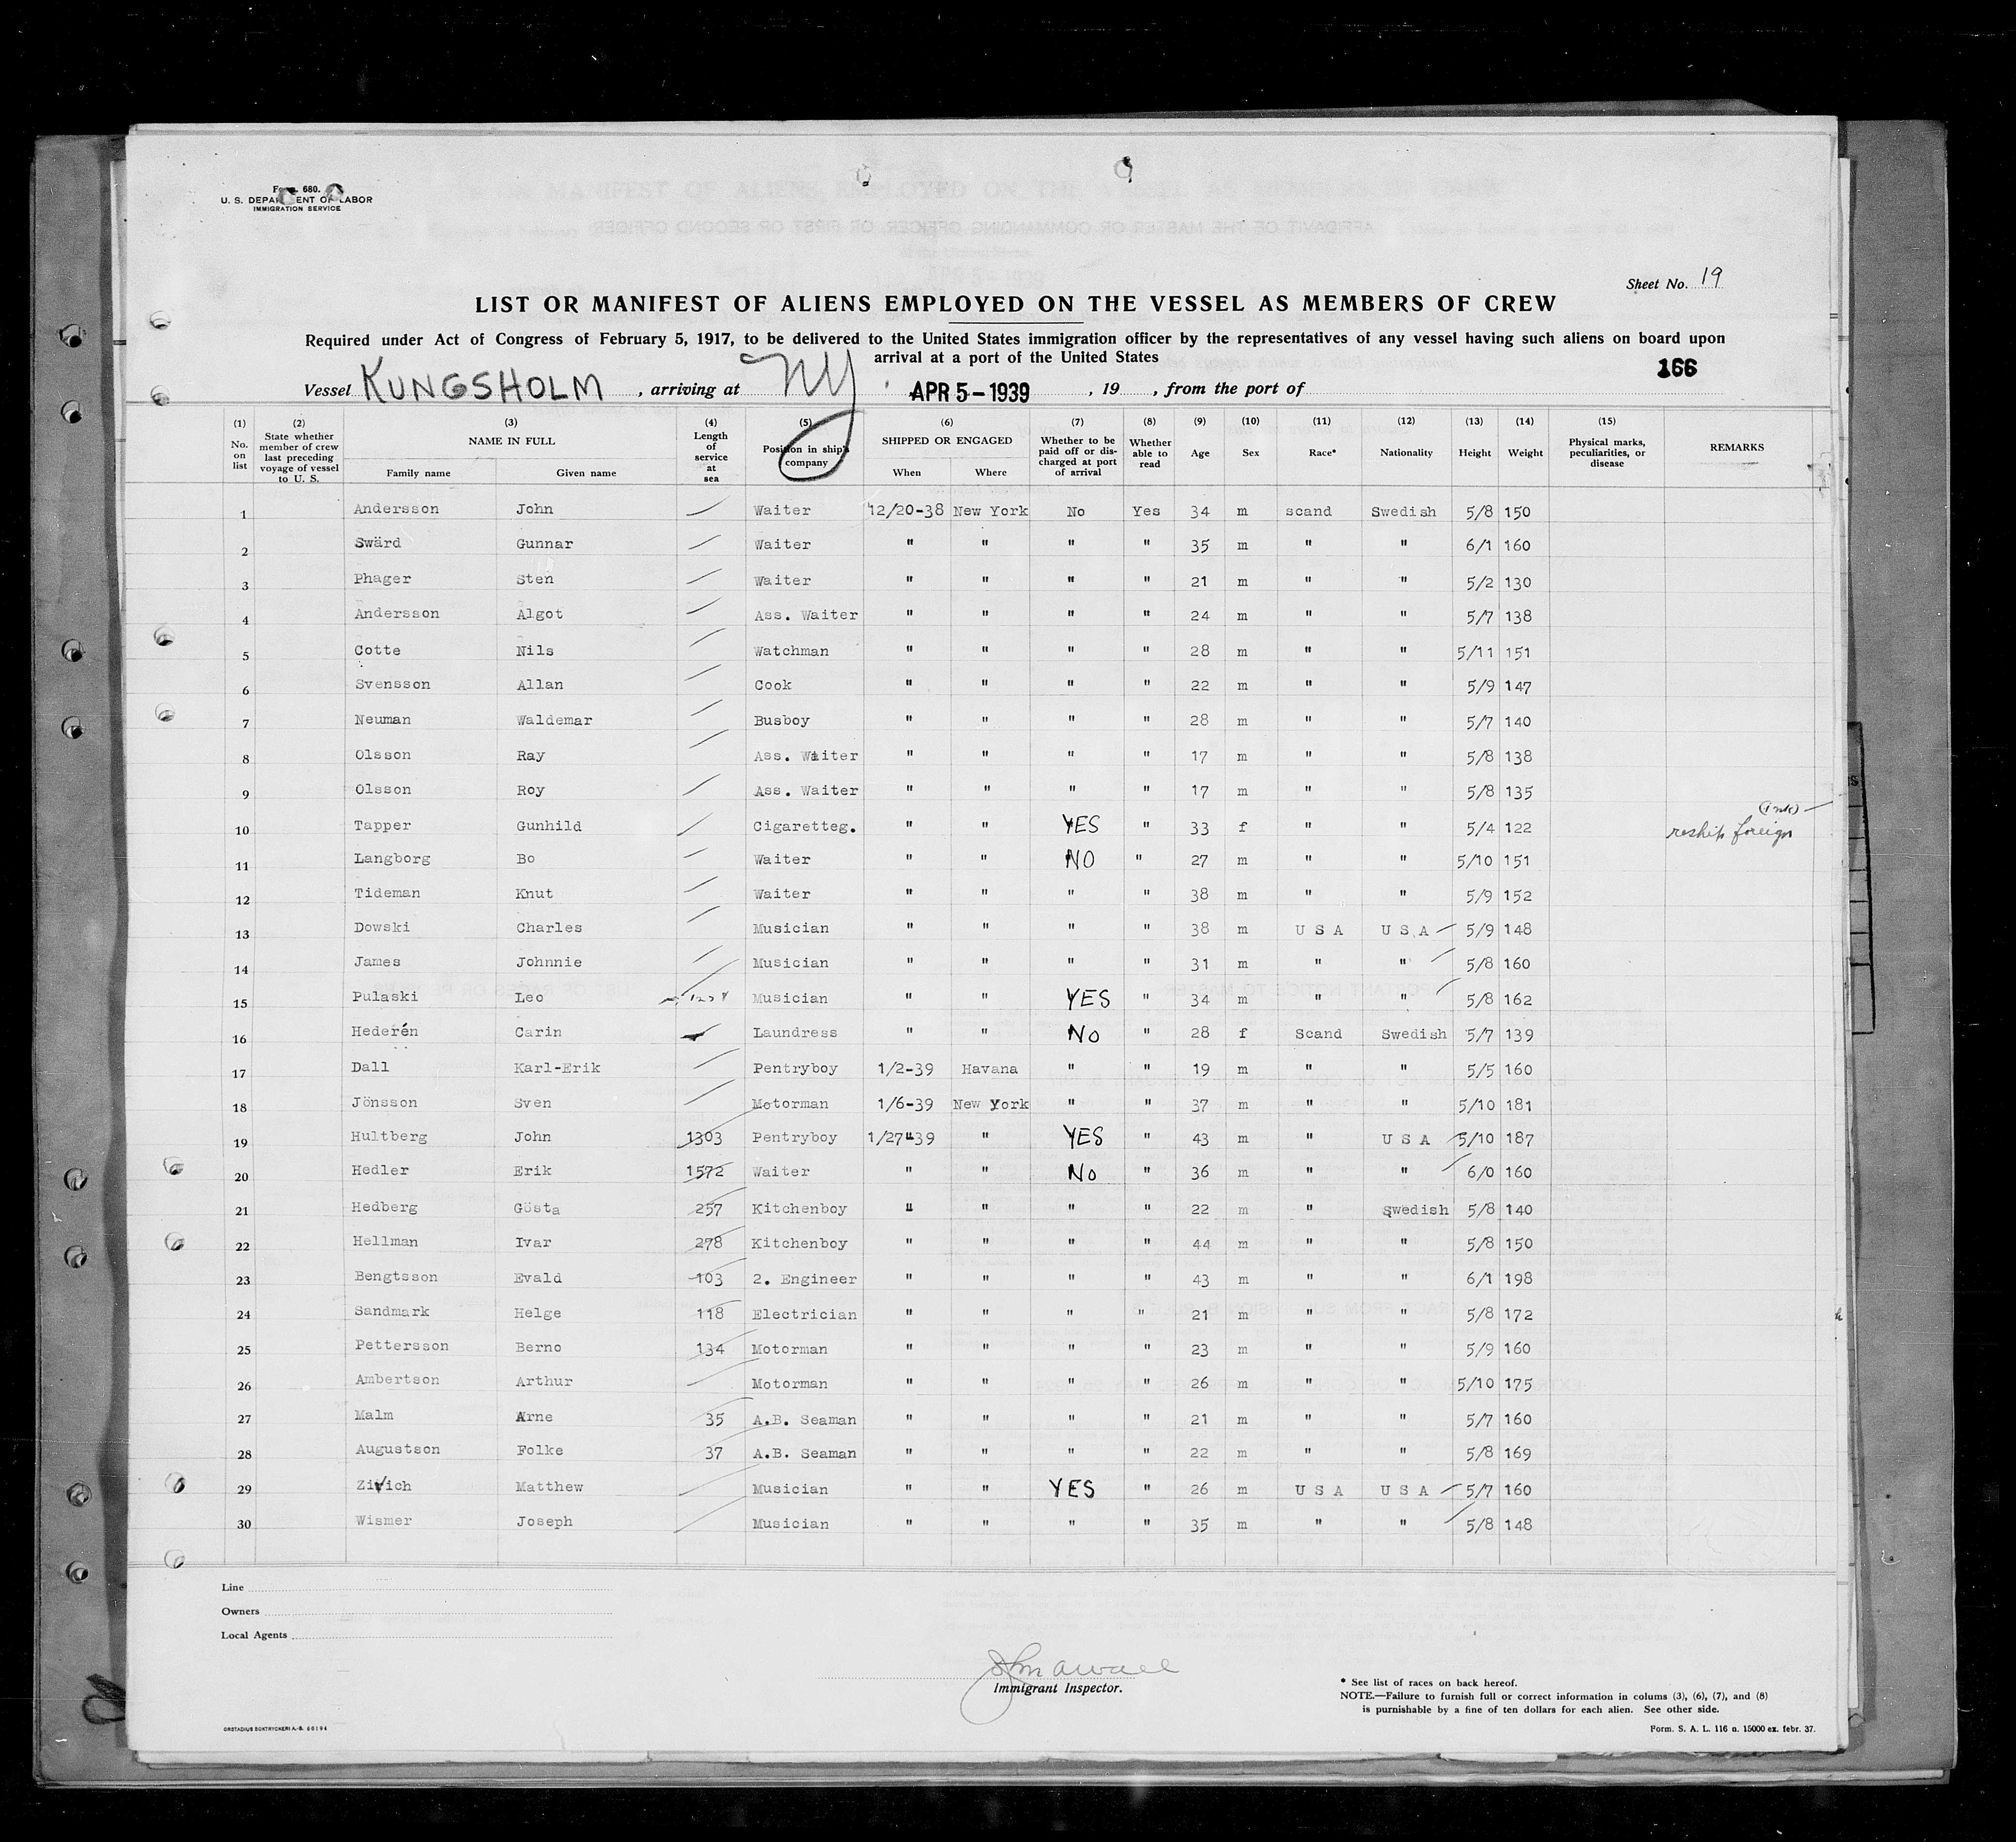 Form 680.
U. S. DEPARTMENT OF LABOR
IMMIGRATION SERVICE
Sheet No. 19
LIST OR MANIFEST OF ALIENS EMPLOYED ON THE VESSEL AS MEMBERS OF CREW
Required under Act of Congress of February 5, 1917, to be delivered to the United States immigration officer by the representatives of any vessel having such aliens on board upon
arrival at a port of the United States
166
Vessel KUNGSHOLM , arriving at NY APR 5 - 1939 , 19 , from the port of
(1) No. on list (2) State whether member of crew last preceding voyage of vessel to U. S. (3) NAME IN FULL Family name Given name (4) Length of service at sea (5) Position in ship's company (6) SHIPPED OR ENGAGED When Where (7) Whether to be paid off or discharged at port of arrival (8) Whether able to read (9) Age (10) Sex (11) Race* (12) Nationality (13) Height (14) Weight (15) Physical marks, peculiarities, or disease REMARKS
1 Andersson John Waiter 12/20-38 New York No Yes 34 m scand Swedish 5/8 150
2 Swärd Gunnar Waiter " " " " 35 m " " 6/1 160
3 Phager Sten Waiter " " " " 21 m " " 5/2 130
4 Andersson Algot Ass. Waiter " " " " 24 m " " 5/7 138
5 Cotte Nils Watchman " " " " 28 m " " 5/11 151
6 Svensson Allan Cook " " " " 22 m " " 5/9 147
7 Neuman Waldemar Busboy " " " " 28 m " " 5/7 140
8 Olsson Ray Ass. Waiter " " " " 17 m " " 5/8 138
9 Olsson Roy Ass. Waiter " " " " 17 m " " 5/8 135
10 Tapper Gunhild Cigaretteg. " " YES " 33 f " " 5/4 122 reship foreign
11 Langborg Bo Waiter " " NO " 27 m " " 5/10 151
12 Tideman Knut Waiter " " " " 38 m " " 5/9 152
13 Dowski Charles Musician " " " " 38 m U S A U S A 5/9 148
14 James Johnnie Musician " " " " 31 m " " 5/8 160
15 Pulaski Leo Musician " " YES " 34 m " " 5/8 162
16 Hederén Carin Laundress " " No " 28 f Scand Swedish 5/7 139
17 Dall Karl-Erik Pentryboy 1/2-39 Havana " " 19 m " " 5/5 160
18 Jönsson Sven Motorman 1/6-39 New York " " 37 m " " 5/10 181
19 Hultberg John 1303 Pentryboy 1/27-39 " YES " 43 m " U S A 5/10 187
20 Hedler Erik 1572 Waiter " " No " 36 m " " 6/0 160
21 Hedberg Gösta 257 Kitchenboy " " " " 22 m " Swedish 5/8 140
22 Hellman Ivar 278 Kitchenboy " " " " 44 m " " 5/8 150
23 Bengtsson Evald 103 2. Engineer " " " " 43 m " " 6/1 198
24 Sandmark Helge 118 Electrician " " " " 21 m " " 5/8 172
25 Pettersson Berno 134 Motorman " " " " 23 m " " 5/9 160
26 Ambertson Arthur Motorman " " " " 26 m " " 5/10 175
27 Malm Arne 35 A.B. Seaman " " " " 21 m " " 5/7 160
28 Augustson Folke 37 A.B. Seaman " " " " 22 m " " 5/8 169
29 Zivich Matthew Musician " " YES " 26 m U S A U S A 5/7 160
30 Wismer Joseph Musician " " " " 35 m " " 5/8 148
Line
Owners
Local Agents
Immigrant Inspector.
* See list of races on back hereof.
NOTE.—Failure to furnish full or correct information in colums (3), (6), (7), and (8)
is punishable by a fine of ten dollars for each alien. See other side.
ORSTADIUS BOKTRYCKERI A.-B. 60194
Form. S. A. L. 116 a. 15000 ex. febr. 37.